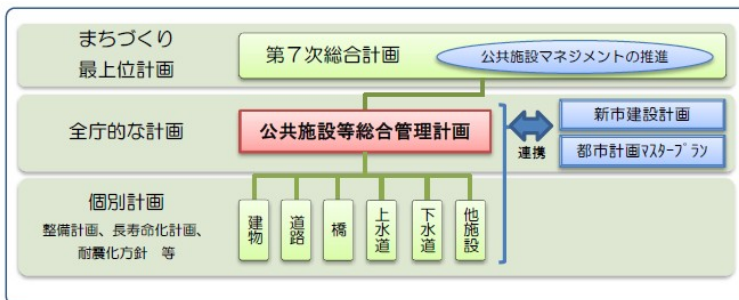 まちづくり
最上位計画
第7次総合計画
公共施設マネジメントの推進
全庁的な計画
公共施設等総合管理計画
連携
新市建設計画
都市計画ﾏｽﾀｰﾌﾟﾗﾝ
個別計画
整備計画、長寿命化計画、
耐震化方針　等
建物
道路
橋
上水道
下水道
他施設